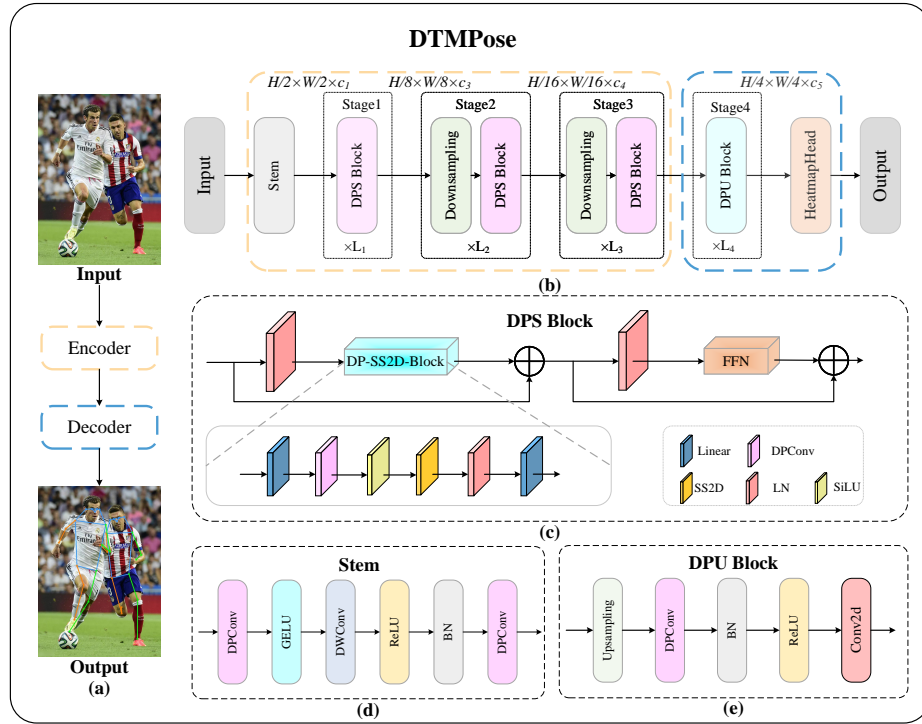 DTMPose
Input
Encoder
Decoder
Output
(a)
H/2×W/2×c₁
H/8×W/8×c₃
H/16×W/16×c₄
H/4×W/4×c₅
Input
Stem
Stage1
DPS Block
×L₁
Stage2
Downsampling
DPS Block
×L₂
Stage3
Downsampling
DPS Block
×L₃
Stage4
DPU Block
×L₄
HeatmapHead
Output
(b)
DPS Block
DP-SS2D-Block
FFN
Linear
DPConv
SS2D
LN
SiLU
(c)
Stem
DPConv
GELU
DWConv
ReLU
BN
DPConv
(d)
DPU Block
Upsampling
DPConv
BN
ReLU
Conv2d
(e)